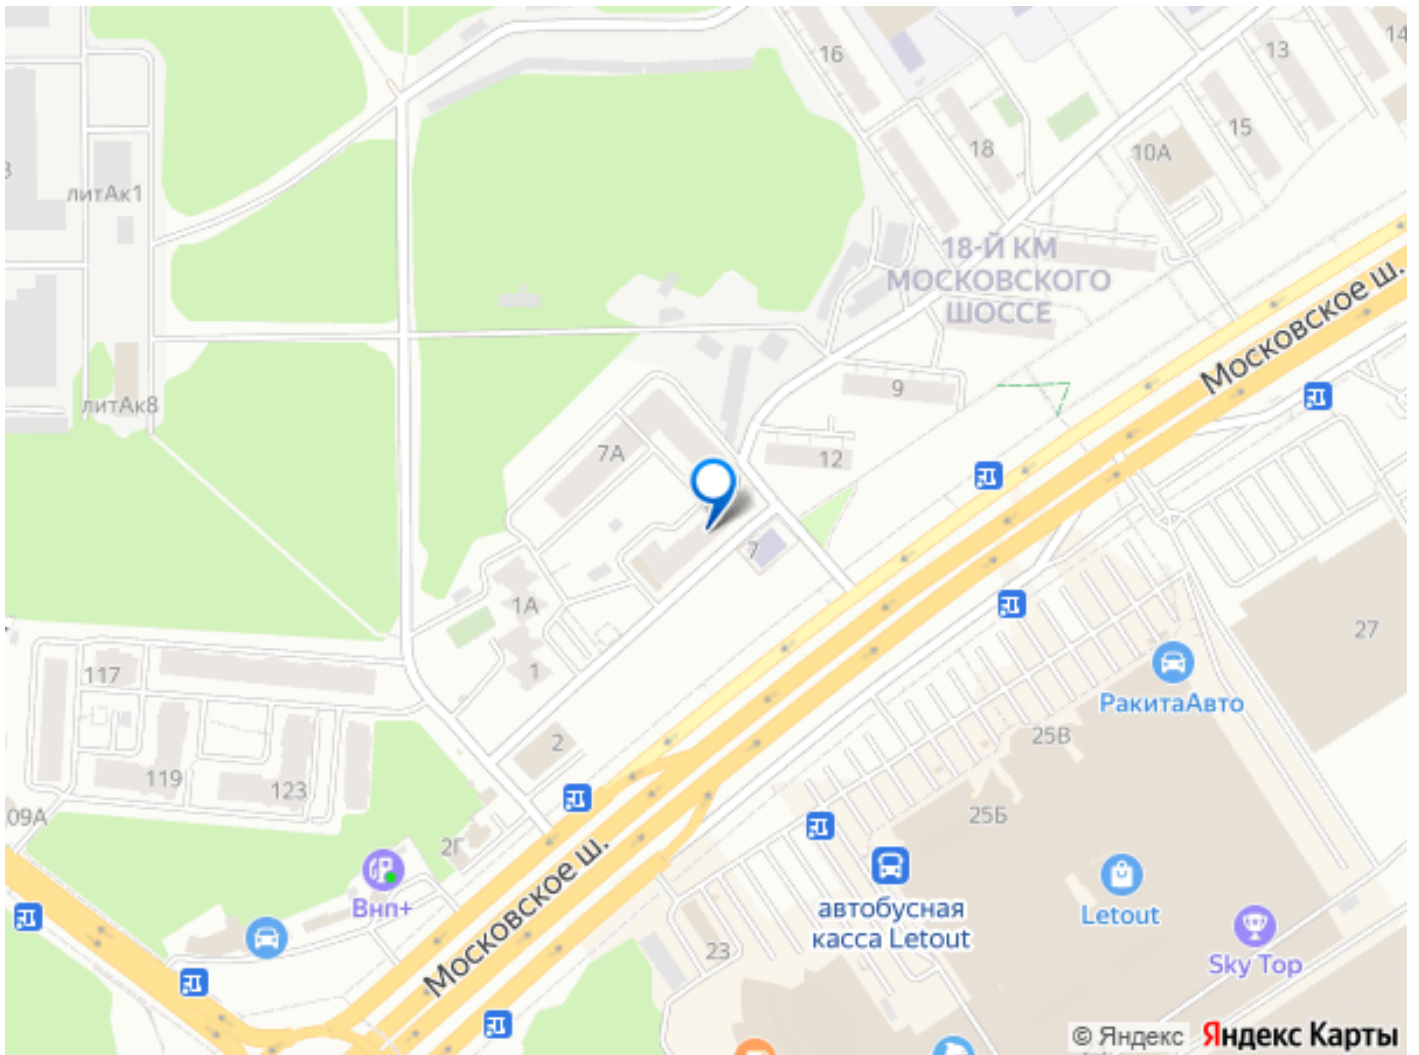 16
13
14
15
18
10А
3
литАк1
18-Й КМ
МОСКОВСКОГО
ШОССЕ
Московское ш.
9
литАк8
7А
12
7
1А
27
117
1
РакитаАвто
2
25В
119
123
25Б
09А
2Г
Московское ш.
Внп+
автобусная
касса Letout
Letout
23
Sky Top
© Яндекс
Яндекс Карты